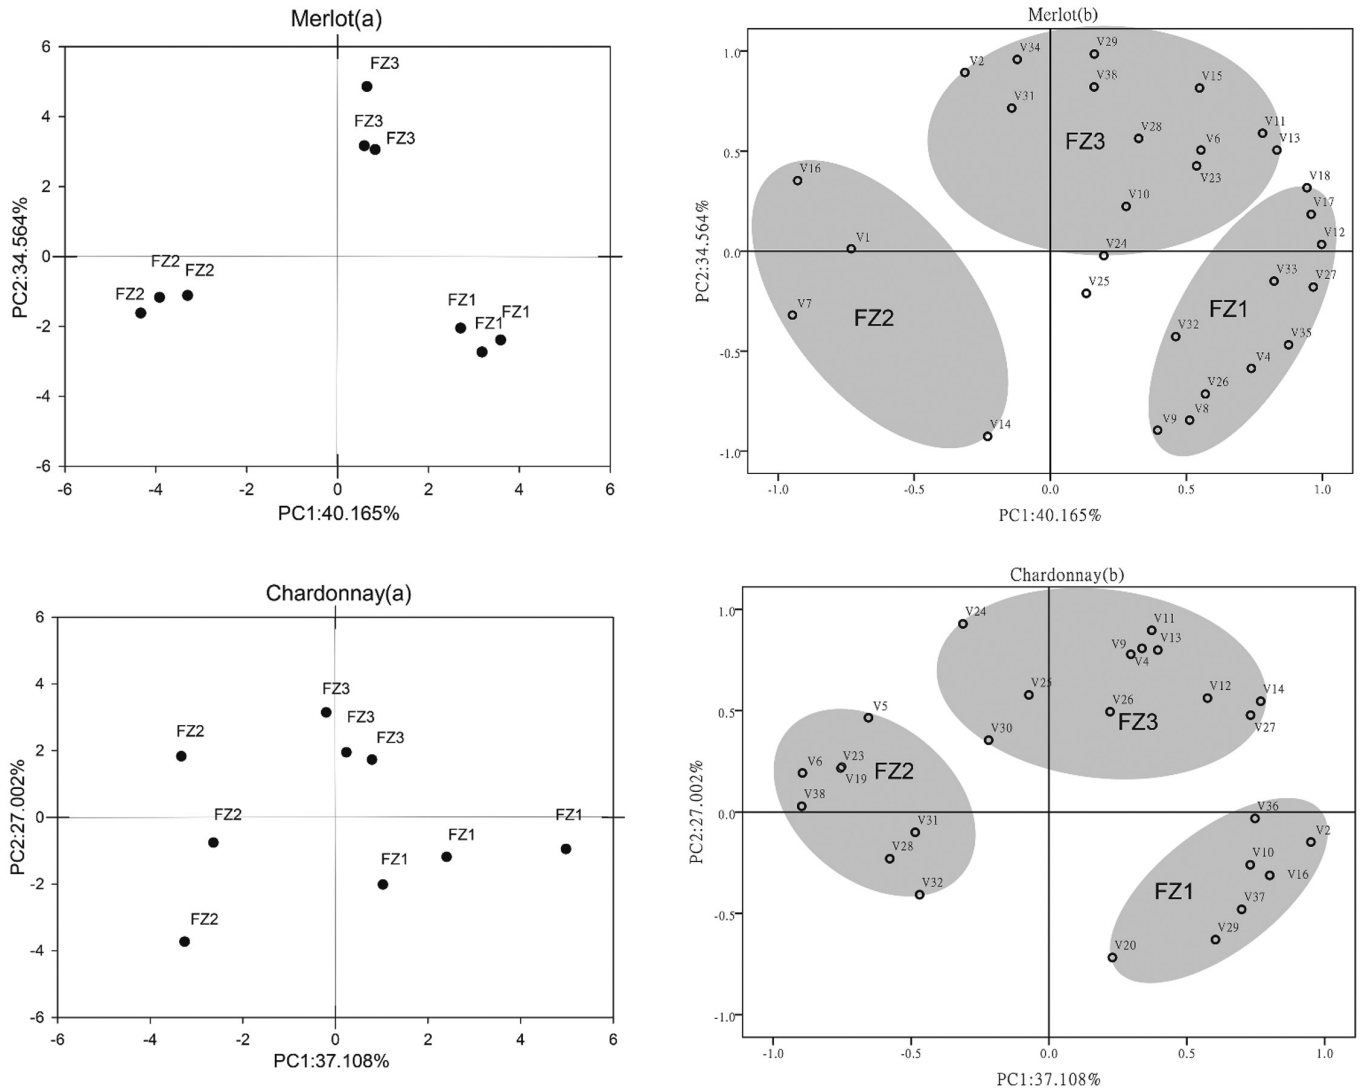 Merlot(a)
6
4
2
0
-2
-4
-6
-6
-4
-2
0
2
4
6
PC2:34.564%
PC1:40.165%
FZ3
FZ3
FZ3
FZ2
FZ2
FZ2
FZ1
FZ1
FZ1
Merlot(b)
1.0
0.5
0.0
-0.5
-1.0
-1.0
-0.5
0.0
0.5
1.0
PC2:34.564%
PC1:40.165%
V34
V29
V2
V38
V15
V31
V28
V11
V6
V13
FZ3
V23
V16
V18
V10
V17
V1
V24
V12
V25
V33
V27
V7
FZ2
FZ1
V32
V35
V4
V26
V14
V9
V8
Chardonnay(a)
6
4
2
0
-2
-4
-6
-6
-4
-2
0
2
4
6
PC2:27.002%
PC1:37.108%
FZ3
FZ3
FZ3
FZ2
FZ2
FZ2
FZ1
FZ1
FZ1
Chardonnay(b)
1.0
0.5
0.0
-0.5
-1.0
-1.0
-0.5
0.0
0.5
1.0
PC2:27.002%
PC1:37.108%
V24
V11
V9
V13
V4
V25
V12
V14
V26
FZ3
V27
V30
V5
V6
V23
V19
FZ2
V38
V31
V28
V32
V36
V2
V10
V16
FZ1
V37
V29
V20